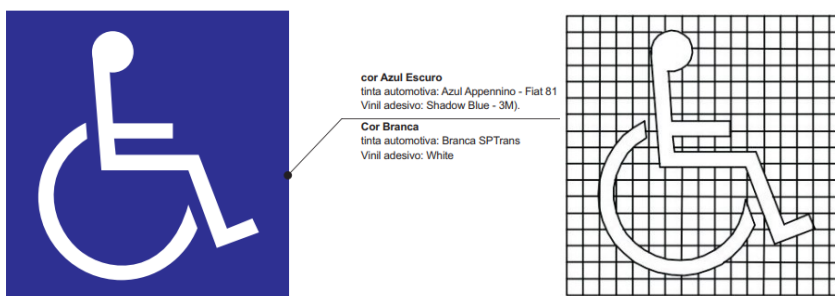 cor Azul Escuro
tinta automotiva: Azul Appennino - Fiat 81
Vinil adesivo: Shadow Blue - 3M).
Cor Branca
tinta automotiva: Branca SPTrans
Vinil adesivo: White